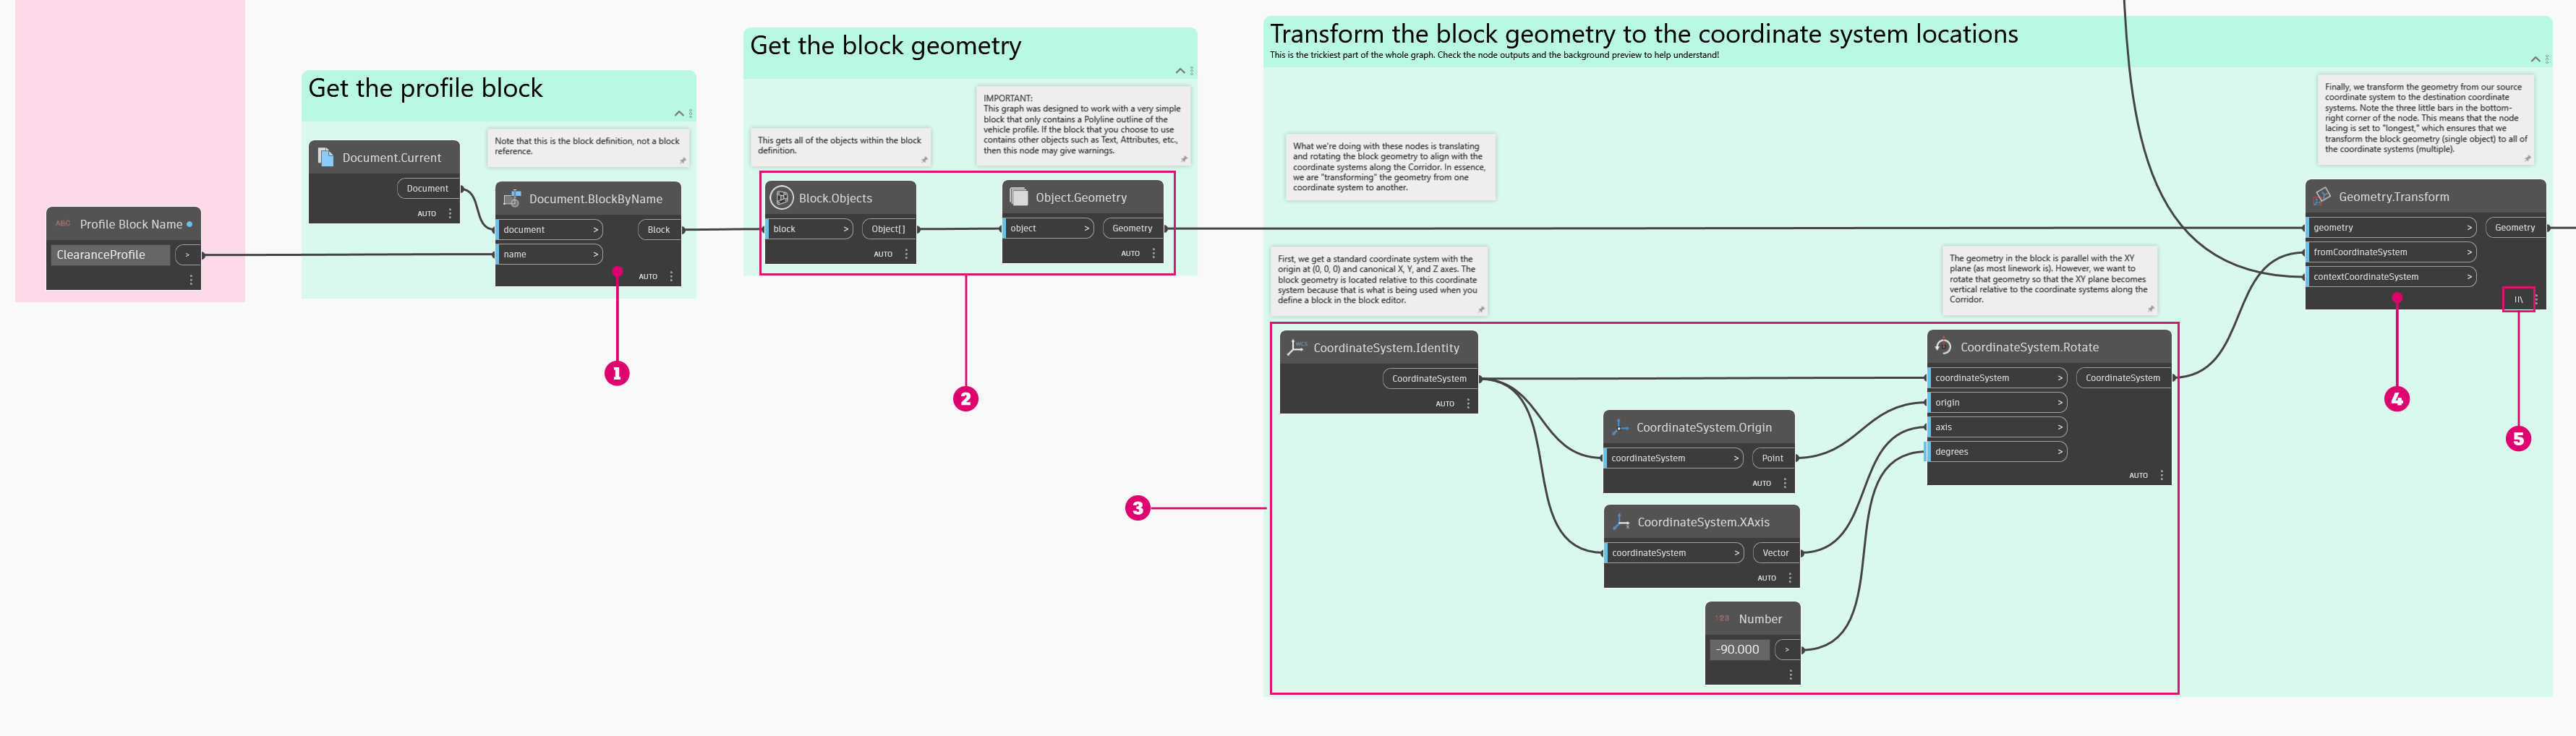 Get the profile block
Note that this is the block definition, not a block
reference.
Document.Current
Document
AUTO
ABC Profile Block Name
ClearanceProfile >
Document.BlockByName
document > Block
name >
AUTO
1
Get the block geometry
This gets all of the objects within the block
definition.
IMPORTANT:
This graph was designed to work with a very simple
block that only contains a Polyline outline of the
vehicle profile. If the block that you choose to use
contains other objects such as Text, Attributes, etc.,
then this node may give warnings.
Block.Objects
block > Object[]
AUTO
Object.Geometry
object > Geometry
AUTO
2
Transform the block geometry to the coordinate system locations
This is the trickiest part of the whole graph. Check the node outputs and the background preview to help understand!
What we're doing with these nodes is translating
and rotating the block geometry to align with the
coordinate systems along the Corridor. In essence,
we are "transforming" the geometry from one
coordinate system to another.
First, we get a standard coordinate system with the
origin at (0, 0, 0) and canonical X, Y, and Z axes. The
block geometry is located relative to this coordinate
system because that is what is being used when you
define a block in the block editor.
The geometry in the block is parallel with the XY
plane (as most linework is). However, we want to
rotate that geometry so that the XY plane becomes
vertical relative to the coordinate systems along the
Corridor.
Finally, we transform the geometry from our source
coordinate system to the destination coordinate
systems. Note the three little bars in the bottom-
right corner of the node. This means that the node
lacing is set to "longest," which ensures that we
transform the block geometry (single object) to all of
the coordinate systems (multiple).
CoordinateSystem.Identity
CoordinateSystem
AUTO
CoordinateSystem.Origin
coordinateSystem > Point
AUTO
CoordinateSystem.XAxis
coordinateSystem > Vector
AUTO
123 Number
-90.000 >
CoordinateSystem.Rotate
coordinateSystem > CoordinateSystem
origin >
axis >
degrees >
AUTO
3
Geometry.Transform
geometry > Geometry
fromCoordinateSystem >
contextCoordinateSystem >
4
5